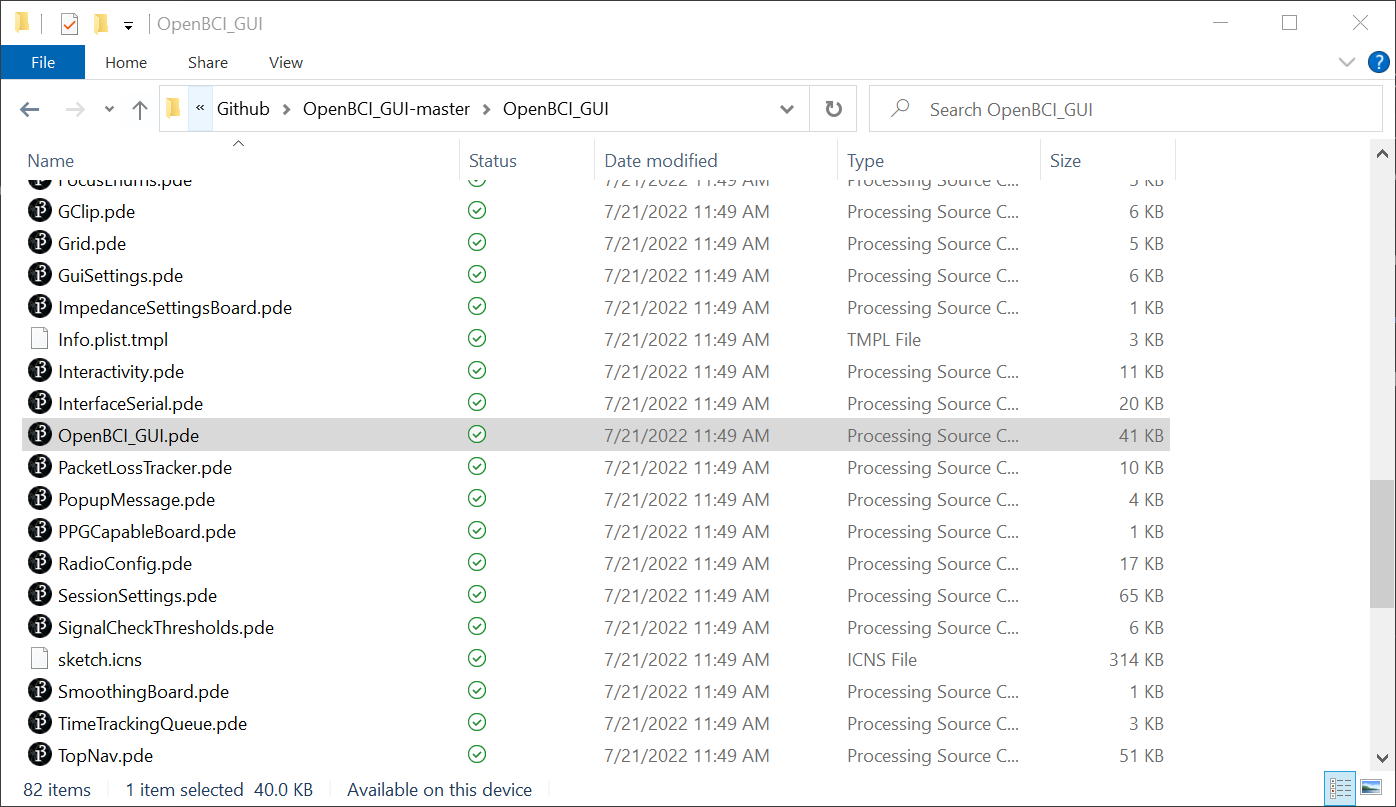 OpenBCI_GUI
File Home Share View ?
« Github > OpenBCI_GUI-master > OpenBCI_GUI Search OpenBCI_GUI
Name Status Date modified Type Size
FocusEnums.pde 7/21/2022 11:49 AM Processing Source C... 5 KB
GClip.pde 7/21/2022 11:49 AM Processing Source C... 6 KB
Grid.pde 7/21/2022 11:49 AM Processing Source C... 5 KB
GuiSettings.pde 7/21/2022 11:49 AM Processing Source C... 6 KB
ImpedanceSettingsBoard.pde 7/21/2022 11:49 AM Processing Source C... 1 KB
Info.plist.tmpl 7/21/2022 11:49 AM TMPL File 3 KB
Interactivity.pde 7/21/2022 11:49 AM Processing Source C... 11 KB
InterfaceSerial.pde 7/21/2022 11:49 AM Processing Source C... 20 KB
OpenBCI_GUI.pde 7/21/2022 11:49 AM Processing Source C... 41 KB
PacketLossTracker.pde 7/21/2022 11:49 AM Processing Source C... 10 KB
PopupMessage.pde 7/21/2022 11:49 AM Processing Source C... 4 KB
PPGCapableBoard.pde 7/21/2022 11:49 AM Processing Source C... 1 KB
RadioConfig.pde 7/21/2022 11:49 AM Processing Source C... 17 KB
SessionSettings.pde 7/21/2022 11:49 AM Processing Source C... 65 KB
SignalCheckThresholds.pde 7/21/2022 11:49 AM Processing Source C... 6 KB
sketch.icns 7/21/2022 11:49 AM ICNS File 314 KB
SmoothingBoard.pde 7/21/2022 11:49 AM Processing Source C... 1 KB
TimeTrackingQueue.pde 7/21/2022 11:49 AM Processing Source C... 3 KB
TopNav.pde 7/21/2022 11:49 AM Processing Source C... 51 KB
82 items 1 item selected 40.0 KB Available on this device